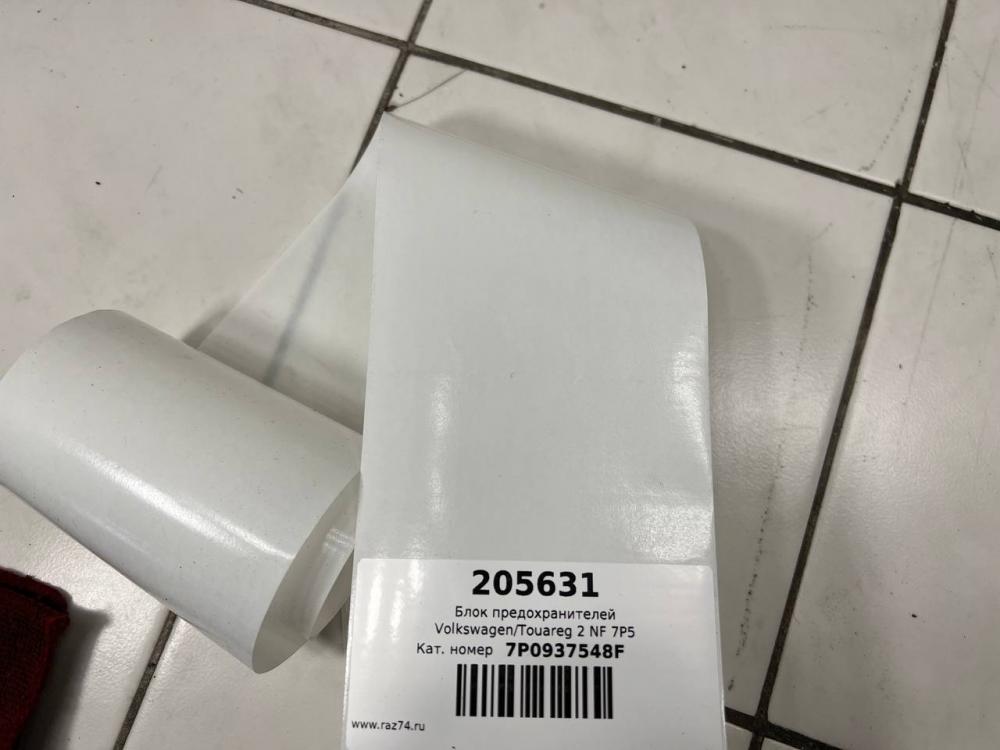 205631
Блок предохранителей
Volkswagen/Touareg 2 NF 7P5
Кат. номер 7P0937548F
www.raz74.ru